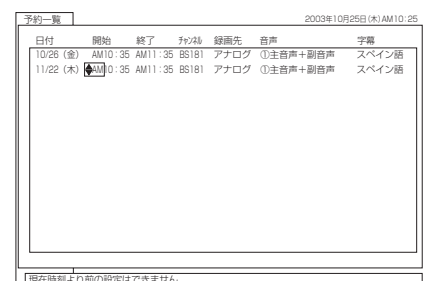 予約一覧 2003年10月25日(木)AM10:25
日付 開始 終了 チャンネル 録画先 音声 字幕
10/26 (金) AM10:35 AM11:35 BS181 アナログ ①主音声+副音声 スペイン語
11/22 (木) AM10:35 AM11:35 BS181 アナログ ①主音声+副音声 スペイン語
現在時刻より前の設定はできません